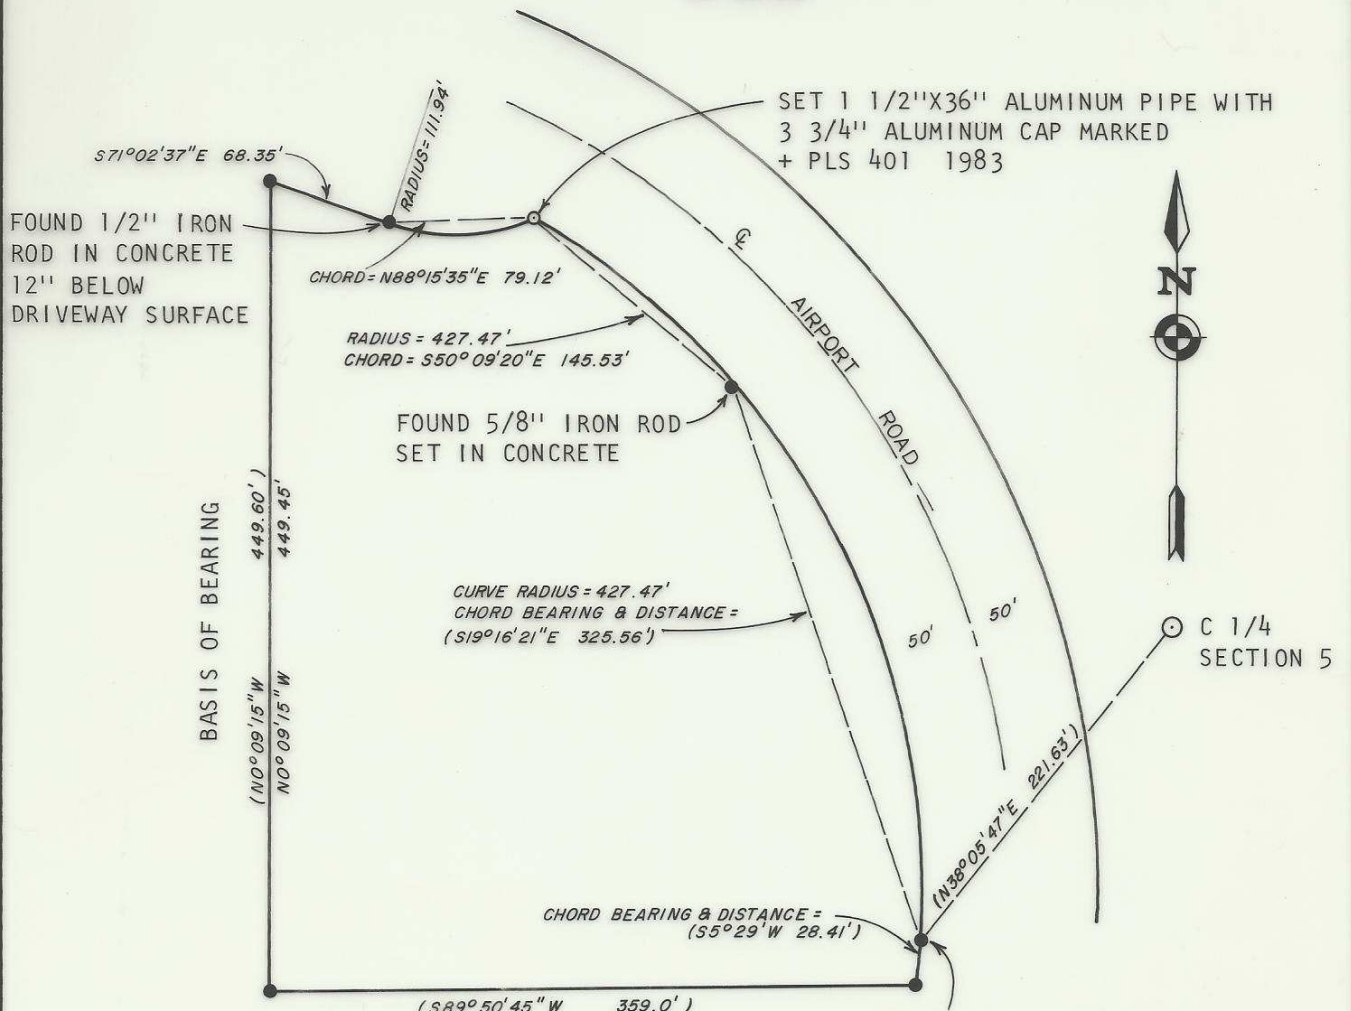 SET 1 1/2"X36" ALUMINUM PIPE WITH
3 3/4" ALUMINUM CAP MARKED
+ PLS 401 1983
RADIUS = 111.94'
S71°02'37"E 68.35'
FOUND 1/2" IRON
ROD IN CONCRETE
12" BELOW
DRIVEWAY SURFACE
CHORD = N88°15'35"E 79.12'
RADIUS = 427.47'
CHORD = S50°09'20"E 145.53'
℄
AIRPORT ROAD
N
FOUND 5/8" IRON ROD
SET IN CONCRETE
BASIS OF BEARING
(N0°09'15"W 449.60')
N0°09'15"W 449.45'
CURVE RADIUS = 427.47'
CHORD BEARING & DISTANCE =
(S19°16'21"E 325.56')
50'
50'
C 1/4
SECTION 5
(N38°05'47"E 221.63')
CHORD BEARING & DISTANCE =
(S5°29'W 28.41')
(S89°50'45"W 359.0')